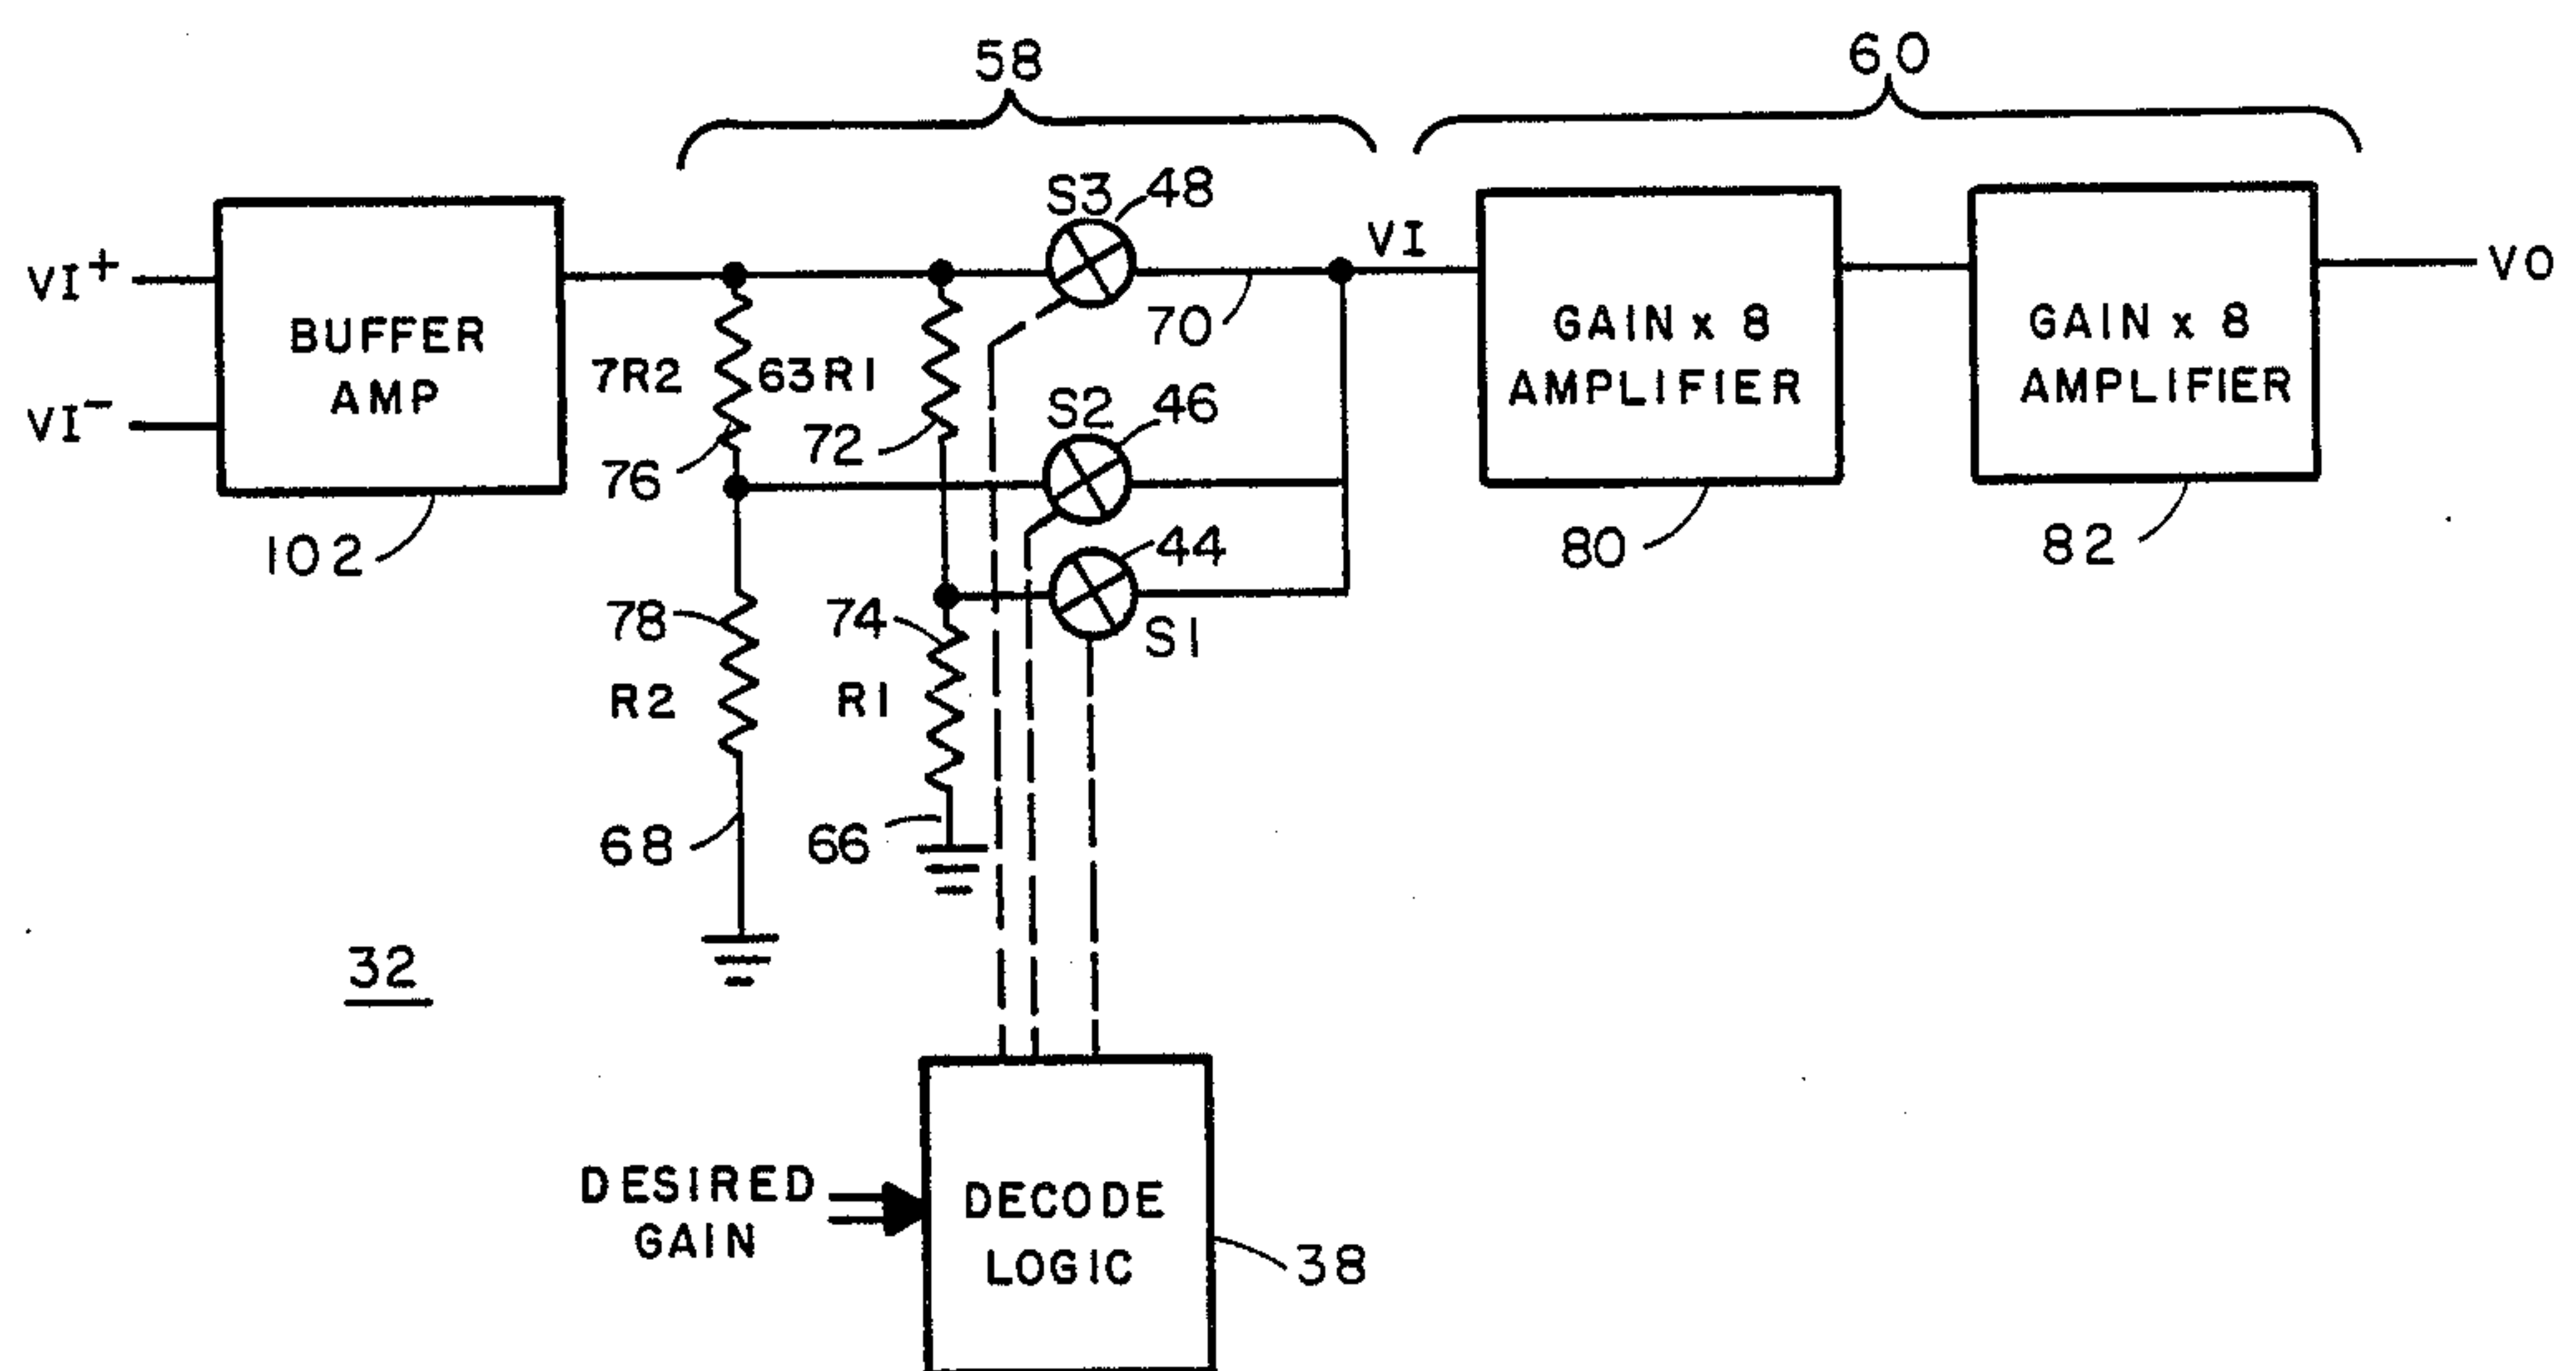 58
60
S3
48
VI+
BUFFER
AMP
VI-
102
7R2
63R1
76
72
70
VI
GAIN x 8
AMPLIFIER
80
GAIN x 8
AMPLIFIER
82
VO
S2
46
44
S1
78
R2
68
74
R1
66
32
DESIRED
GAIN
DECODE
LOGIC
38